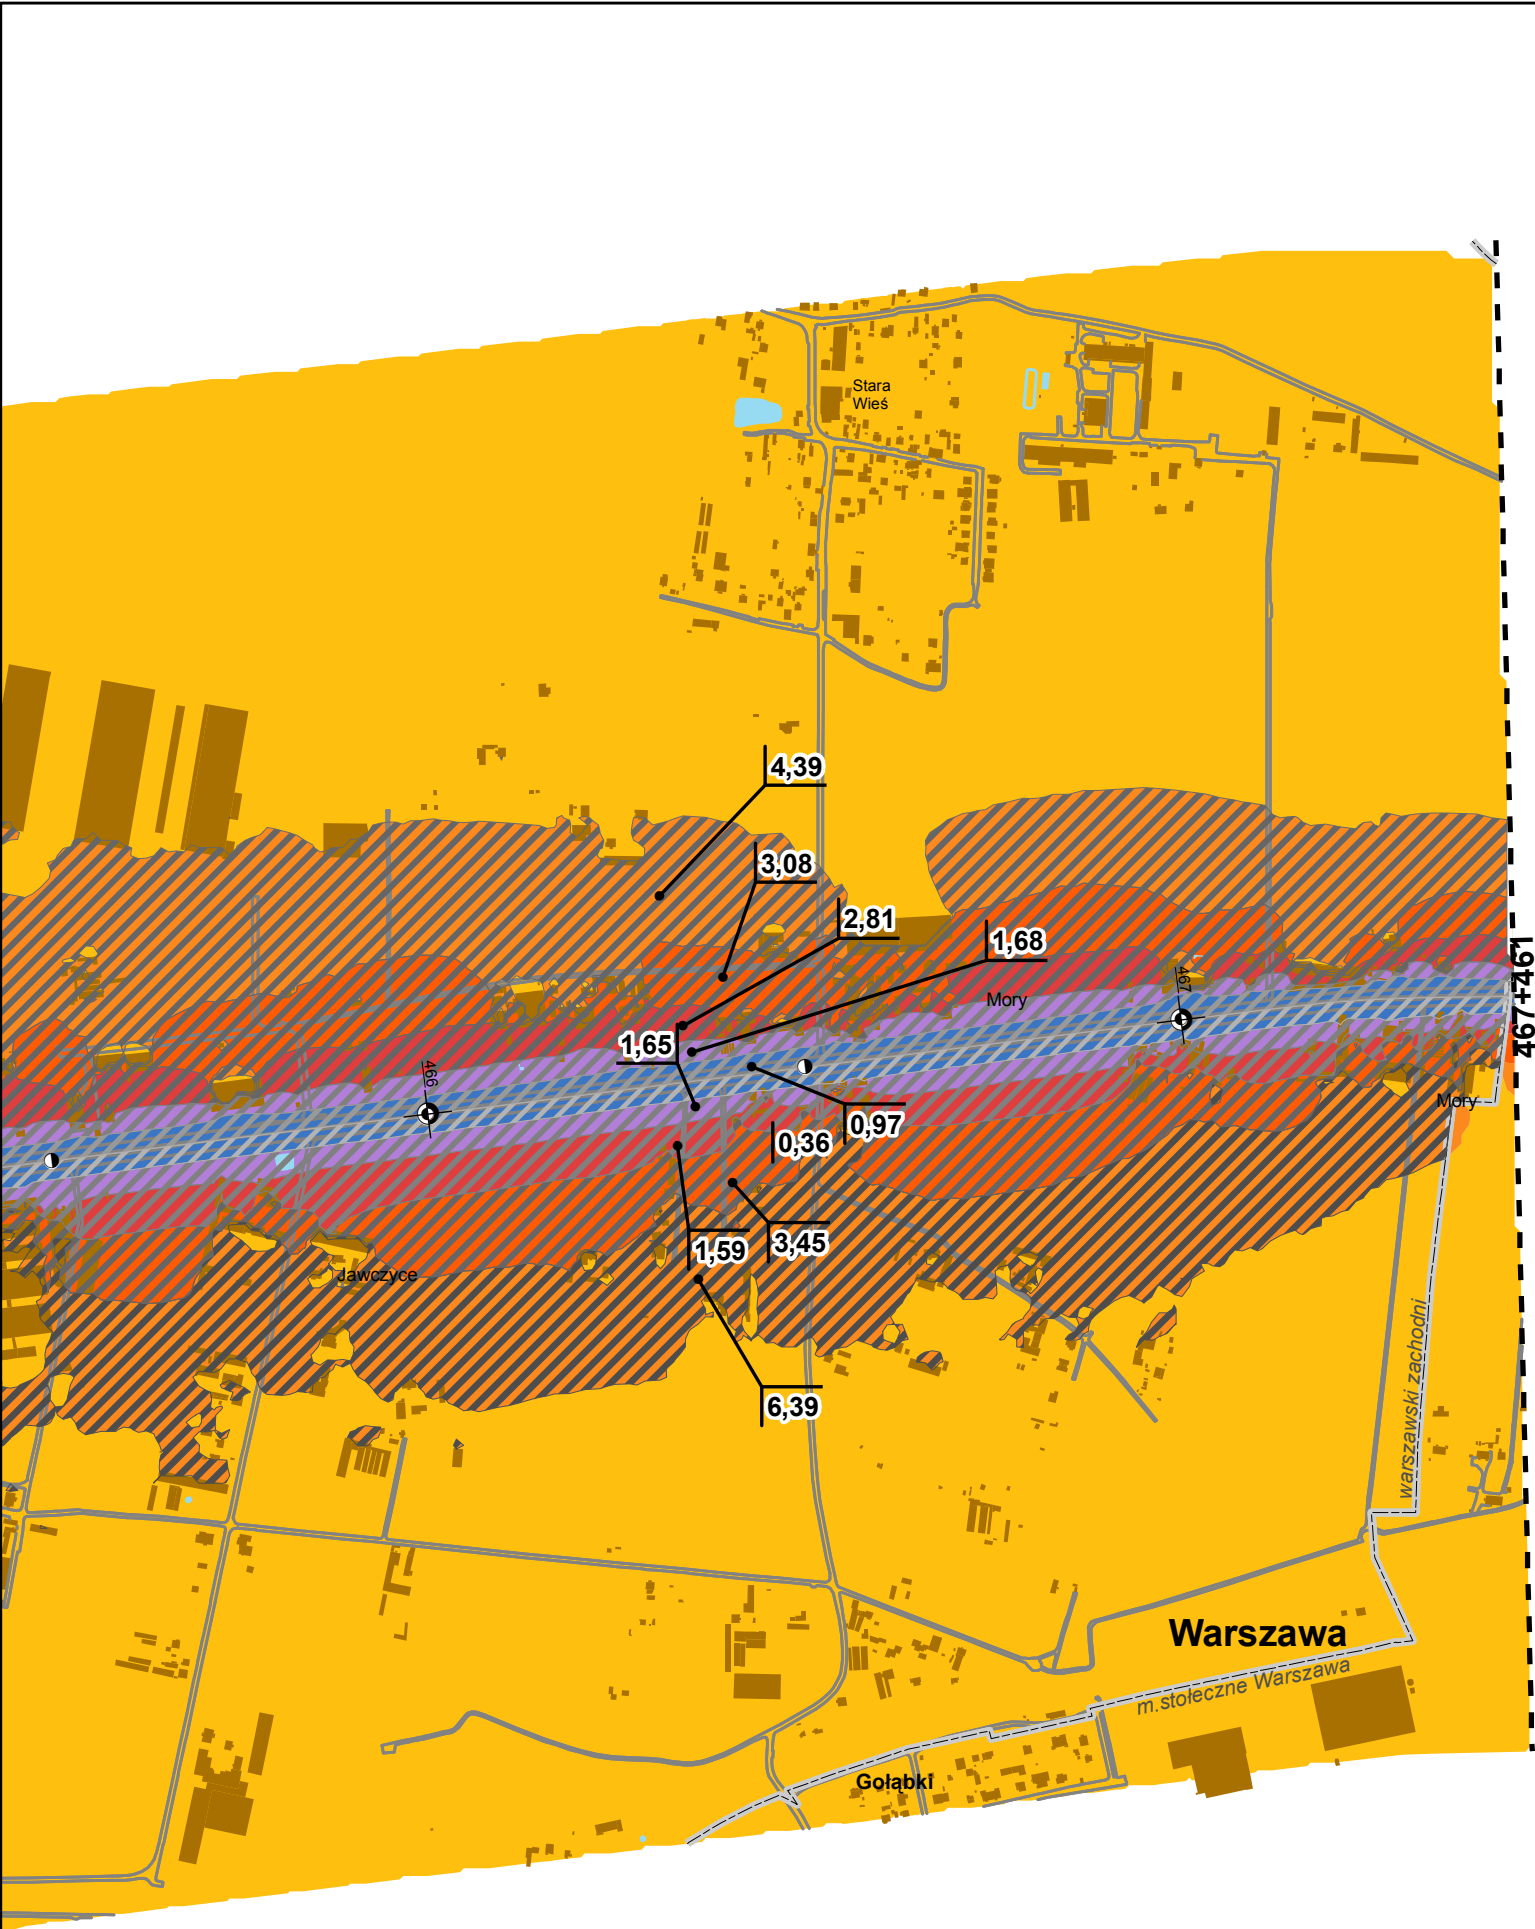 Stara
Wieś
4,39
3,08
2,81
1,68
467+461
467
Mory
1,65
466
Mory
0,97
0,36
1,59
3,45
Jawczyce
6,39
warszawski zachodni
Warszawa
m.stołeczne Warszawa
Gołąbki